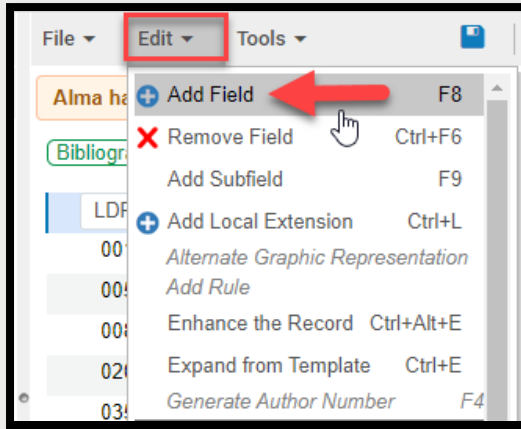 File Edit Tools
Alma ha
Add Field F8
Remove Field Ctrl+F6
Bibliogr
Add Subfield F9
LDR
Add Local Extension Ctrl+L
001
Alternate Graphic Representation
005
Add Rule
008
Enhance the Record Ctrl+Alt+E
020
Expand from Template Ctrl+E
035
Generate Author Number F4